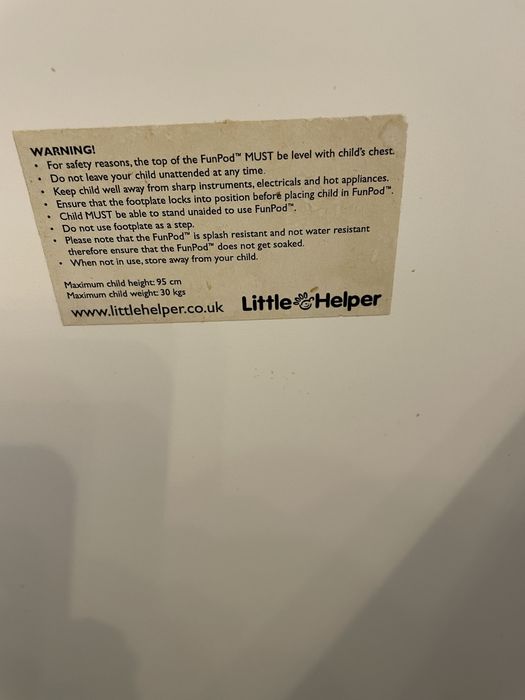 WARNING!
• For safety reasons, the top of the FunPod™ MUST be level with child's chest.
• Do not leave your child unattended at any time.
• Keep child well away from sharp instruments, electricals and hot appliances.
• Ensure that the footplate locks into position before placing child in FunPod™.
• Child MUST be able to stand unaided to use FunPod™.
• Do not use footplate as a step.
• Please note that the FunPod™ is splash resistant and not water resistant
therefore ensure that the FunPod™ does not get soaked.
• When not in use, store away from your child.
Maximum child height: 95 cm
Maximum child weight: 30 kgs
www.littlehelper.co.uk Little Helper